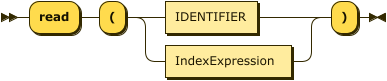 read ( IDENTIFIER )
IndexExpression